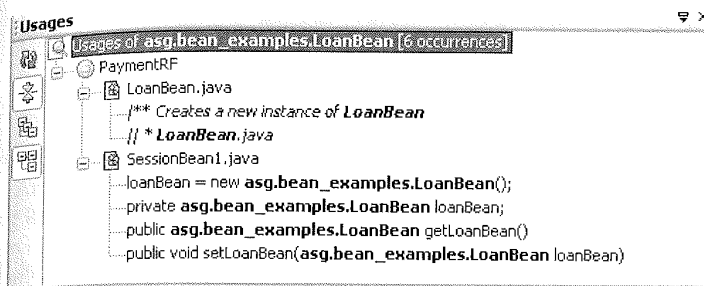 Usages
Usages of asg.bean_examples.LoanBean [6 occurrences]
PaymentRF
LoanBean.java
/** Creates a new instance of LoanBean
// * LoanBean.java
SessionBean1.java
loanBean = new asg.bean_examples.LoanBean();
private asg.bean_examples.LoanBean loanBean;
public asg.bean_examples.LoanBean getLoanBean()
public void setLoanBean(asg.bean_examples.LoanBean loanBean)